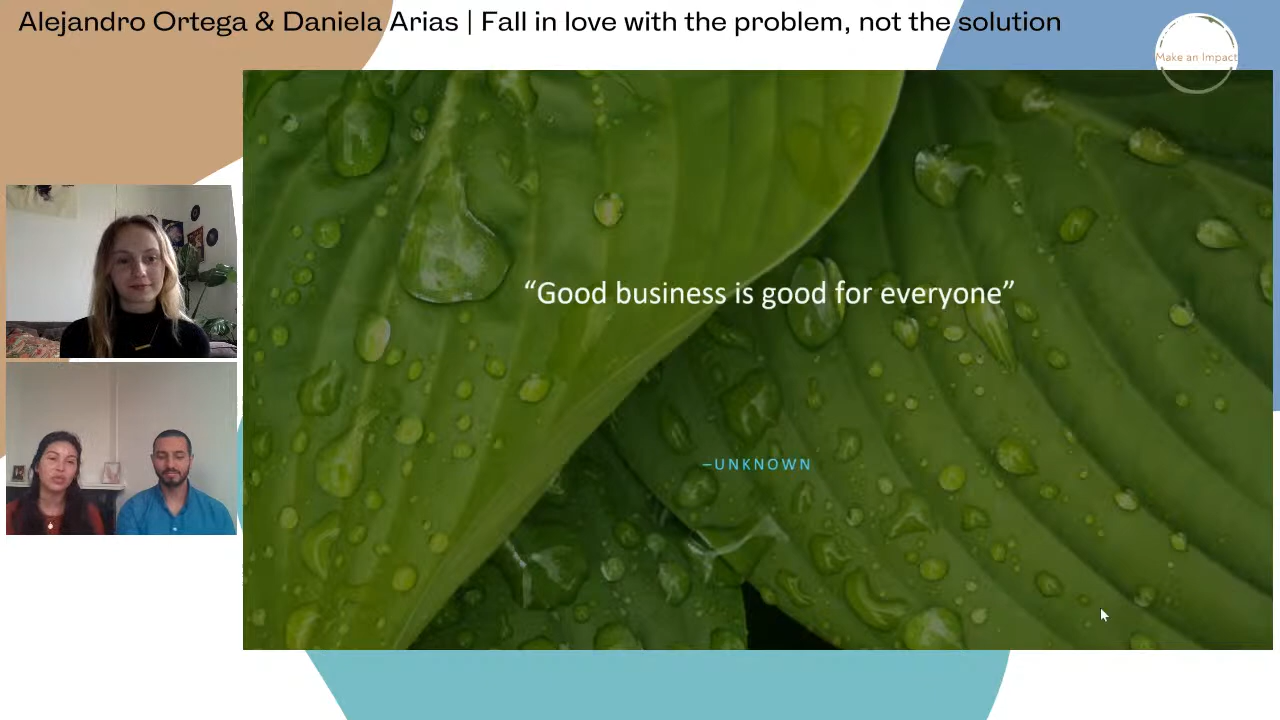 Alejandro Ortega & Daniela Arias | Fall in love with the problem, not the solution
Make an Impact
“Good business is good for everyone”
–UNKNOWN